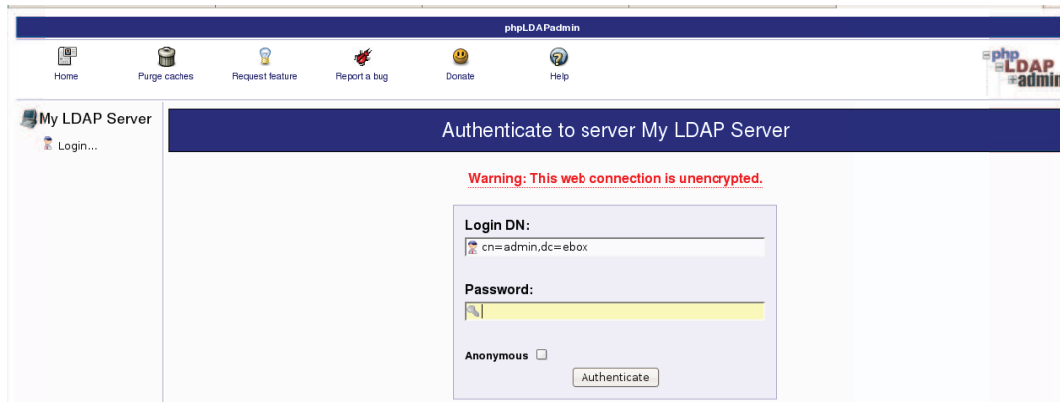 phpLDAPadmin
Home Purge caches Request feature Report a bug Donate Help
php
LDAP
admin
My LDAP Server
Login...
Authenticate to server My LDAP Server
Warning: This web connection is unencrypted.
Login DN:
cn=admin,dc=ebox
Password:
Anonymous
Authenticate